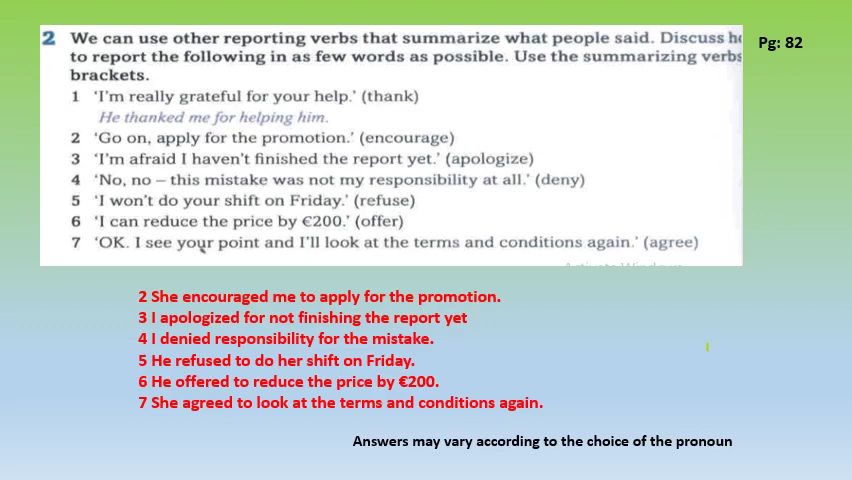 2 We can use other reporting verbs that summarize what people said. Discuss
to report the following in as few words as possible. Use the summarizing verbs
brackets.
1 'I'm really grateful for your help.' (thank)
He thanked me for helping him.
2 'Go on, apply for the promotion.' (encourage)
3 'I'm afraid I haven't finished the report yet.' (apologize)
4 'No, no – this mistake was not my responsibility at all.' (deny)
5 'I won't do your shift on Friday.' (refuse)
6 'I can reduce the price by €200.' (offer)
7 'OK. I see your point and I'll look at the terms and conditions again.' (agree)
Pg: 82
2 She encouraged me to apply for the promotion.
3 I apologized for not finishing the report yet
4 I denied responsibility for the mistake.
5 He refused to do her shift on Friday.
6 He offered to reduce the price by €200.
7 She agreed to look at the terms and conditions again.
Answers may vary according to the choice of the pronoun